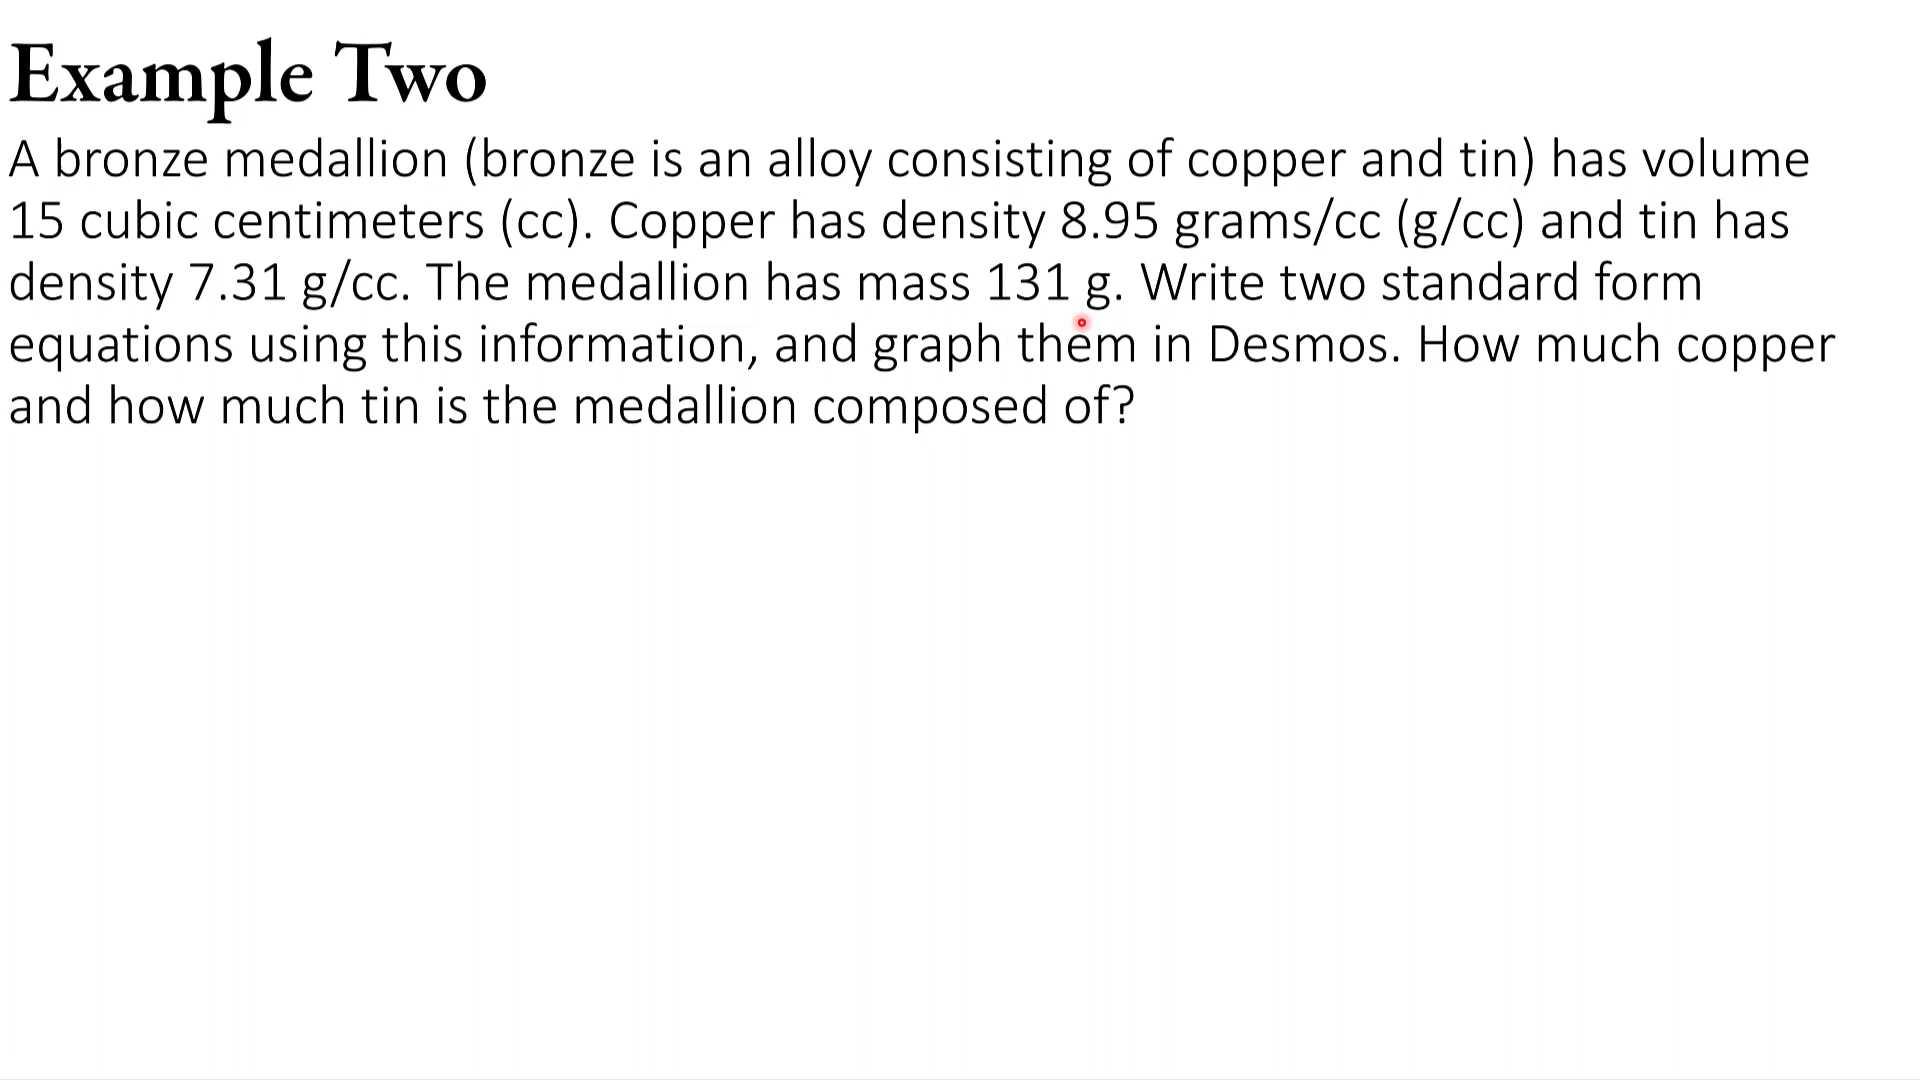 Example Two
A bronze medallion (bronze is an alloy consisting of copper and tin) has volume
15 cubic centimeters (cc). Copper has density 8.95 grams/cc (g/cc) and tin has
density 7.31 g/cc. The medallion has mass 131 g. Write two standard form
equations using this information, and graph them in Desmos. How much copper
and how much tin is the medallion composed of?